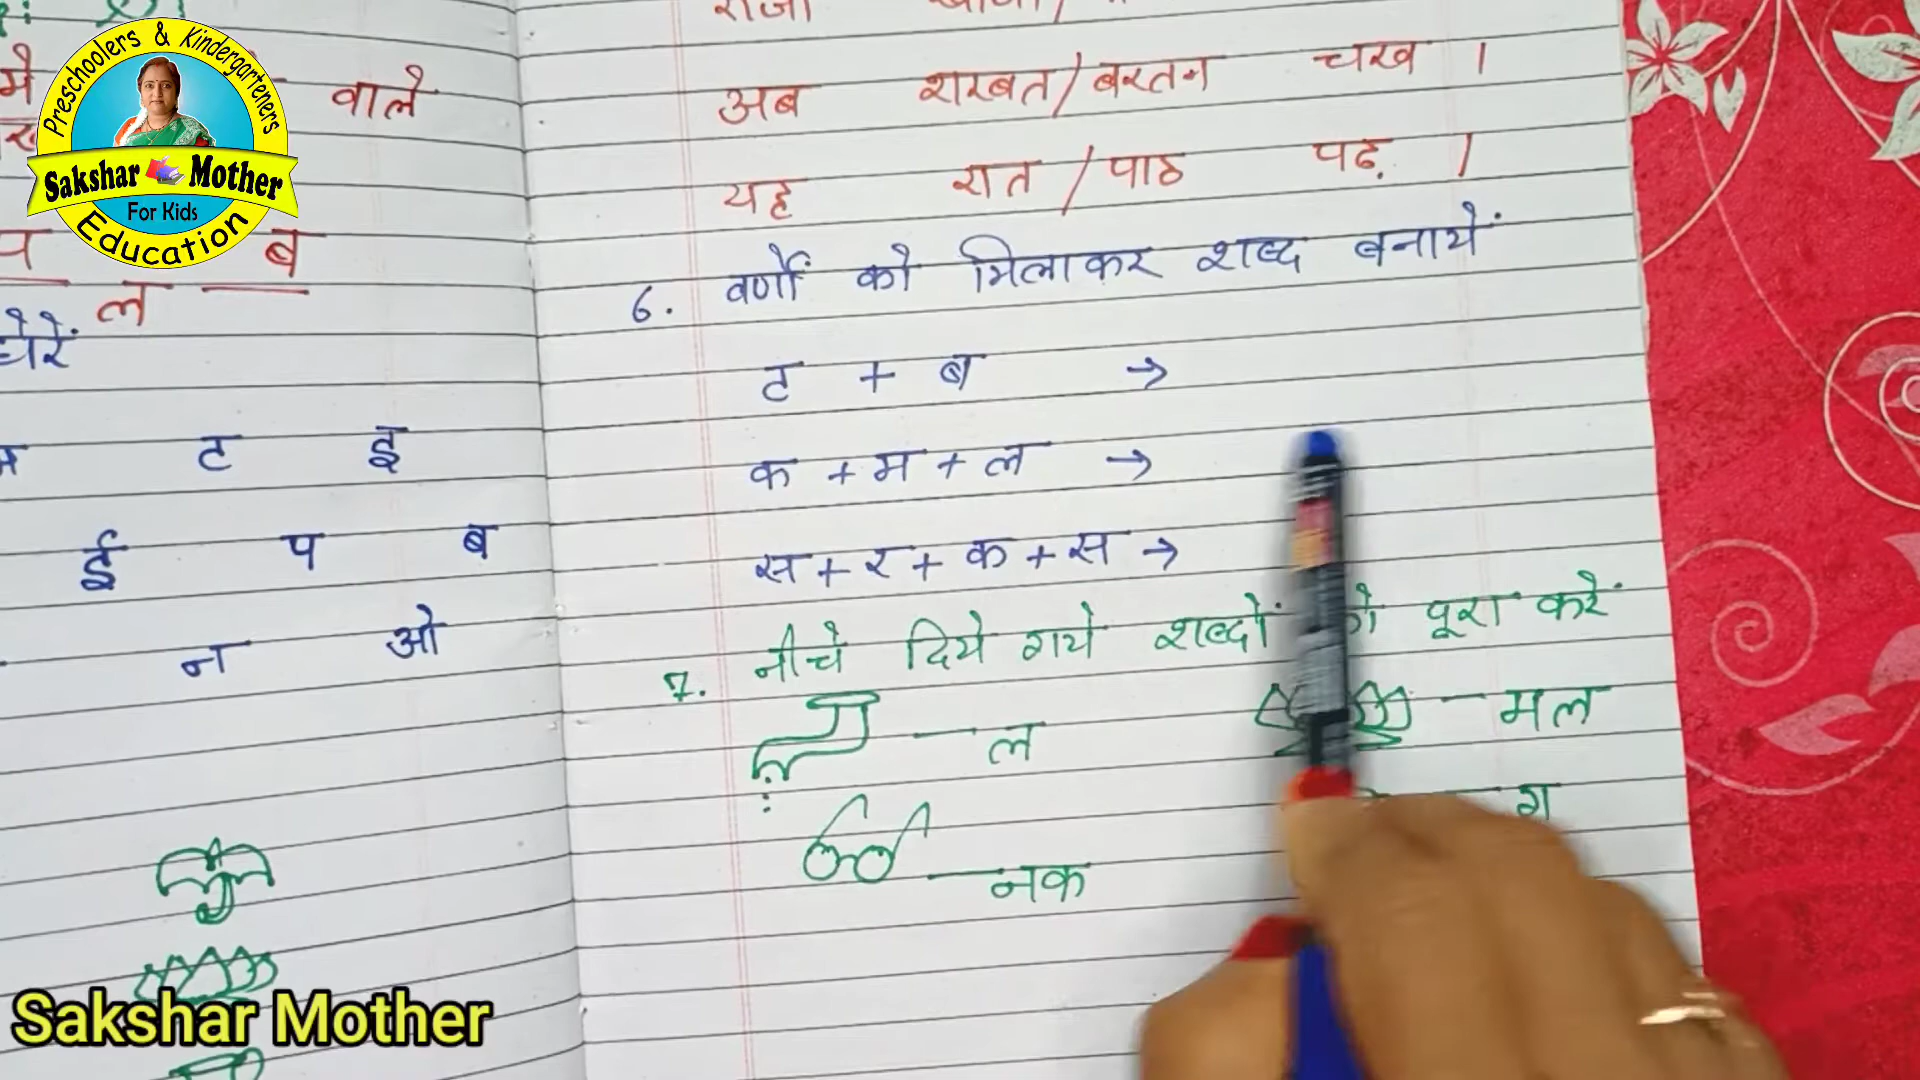 Preschoolers & Kindergarteners
Sakshar Mother
For Kids
Education
वाले
ब
ल
घेरें
ट इ
ई प ब
न ओ
राजा
अब शरबत/बरतन चख ।
यह रात/पाठ पढ़ ।
6. वर्णों को मिलाकर शब्द बनायें
ट + ब →
क + म + ल →
स + र + क + स →
7. नीचे दिये गये शब्दों को पूरा करें
— ल — मल
— ग
— नक
Sakshar Mother